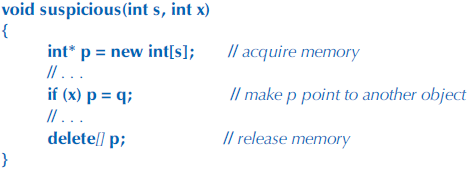 void suspicious(int s, int x)
{
int* p = new int[s]; // acquire memory
// . . .
if (x) p = q; // make p point to another object
// . . .
delete[] p; // release memory
}